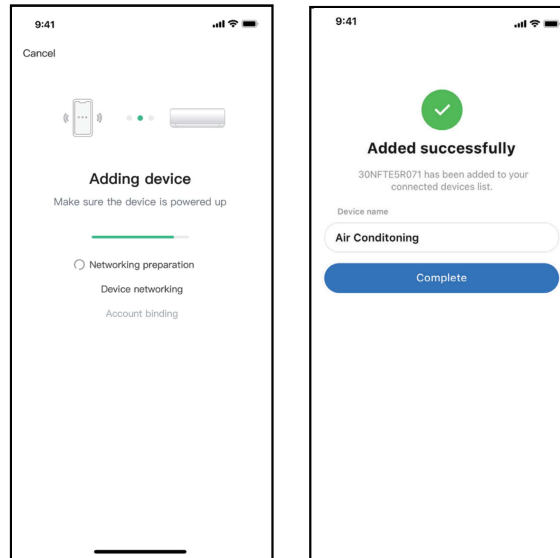 9:41
Cancel
Adding device
Make sure the device is powered up
Networking preparation
Device networking
Account binding
9:41
Added successfully
30NFTE5R071 has been added to your
connected devices list.
Device name
Air Conditoning
Complete